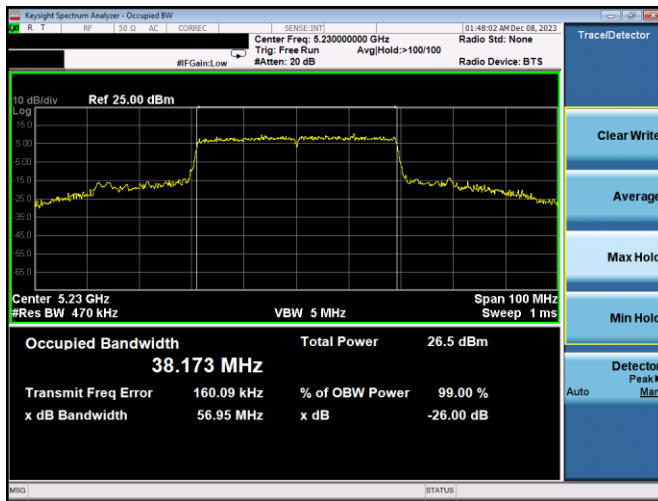 Keysight Spectrum Analyzer - Occupied BW
R T RF 50 Ω AC CORREC SENSE:INT 01:48:02 AM Dec 08, 2023
Center Freq: 5.230000000 GHz Radio Std: None
Trig: Free Run Avg|Hold:>100/100
#IFGain:Low #Atten: 20 dB Radio Device: BTS
10 dB/div Ref 25.00 dBm
Log
15.0
5.00
-5.00
-15.0
-25.0
-35.0
-45.0
-55.0
-65.0
Center 5.23 GHz Span 100 MHz
#Res BW 470 kHz VBW 5 MHz Sweep 1 ms
Occupied Bandwidth Total Power 26.5 dBm
38.173 MHz
Transmit Freq Error 160.09 kHz % of OBW Power 99.00 %
x dB Bandwidth 56.95 MHz x dB -26.00 dB
Trace/Detector
Clear Write
Average
Max Hold
Min Hold
Detector
Peak
Auto Man
MSG STATUS